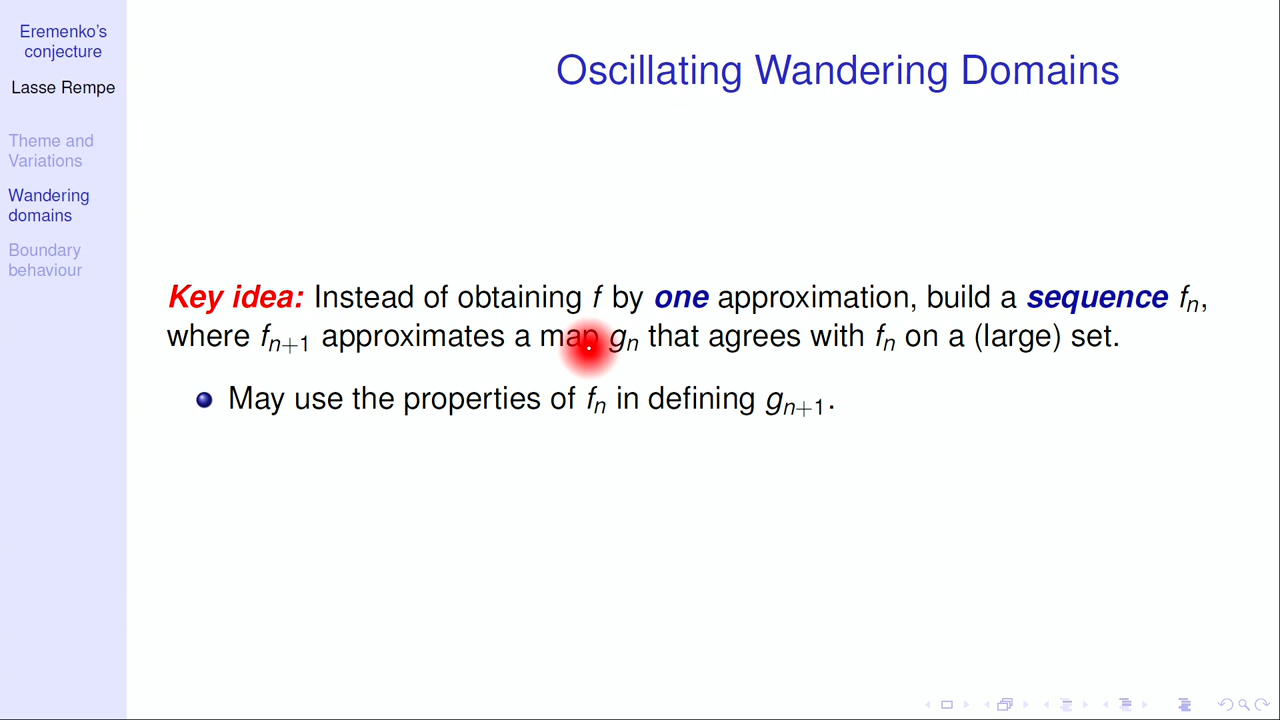 Eremenko's
conjecture
Lasse Rempe
Theme and
Variations
Wandering
domains
Boundary
behaviour
Oscillating Wandering Domains
Key idea: Instead of obtaining f by one approximation, build a sequence fₙ,
where fₙ₊₁ approximates a map gₙ that agrees with fₙ on a (large) set.
May use the properties of fₙ in defining gₙ₊₁.